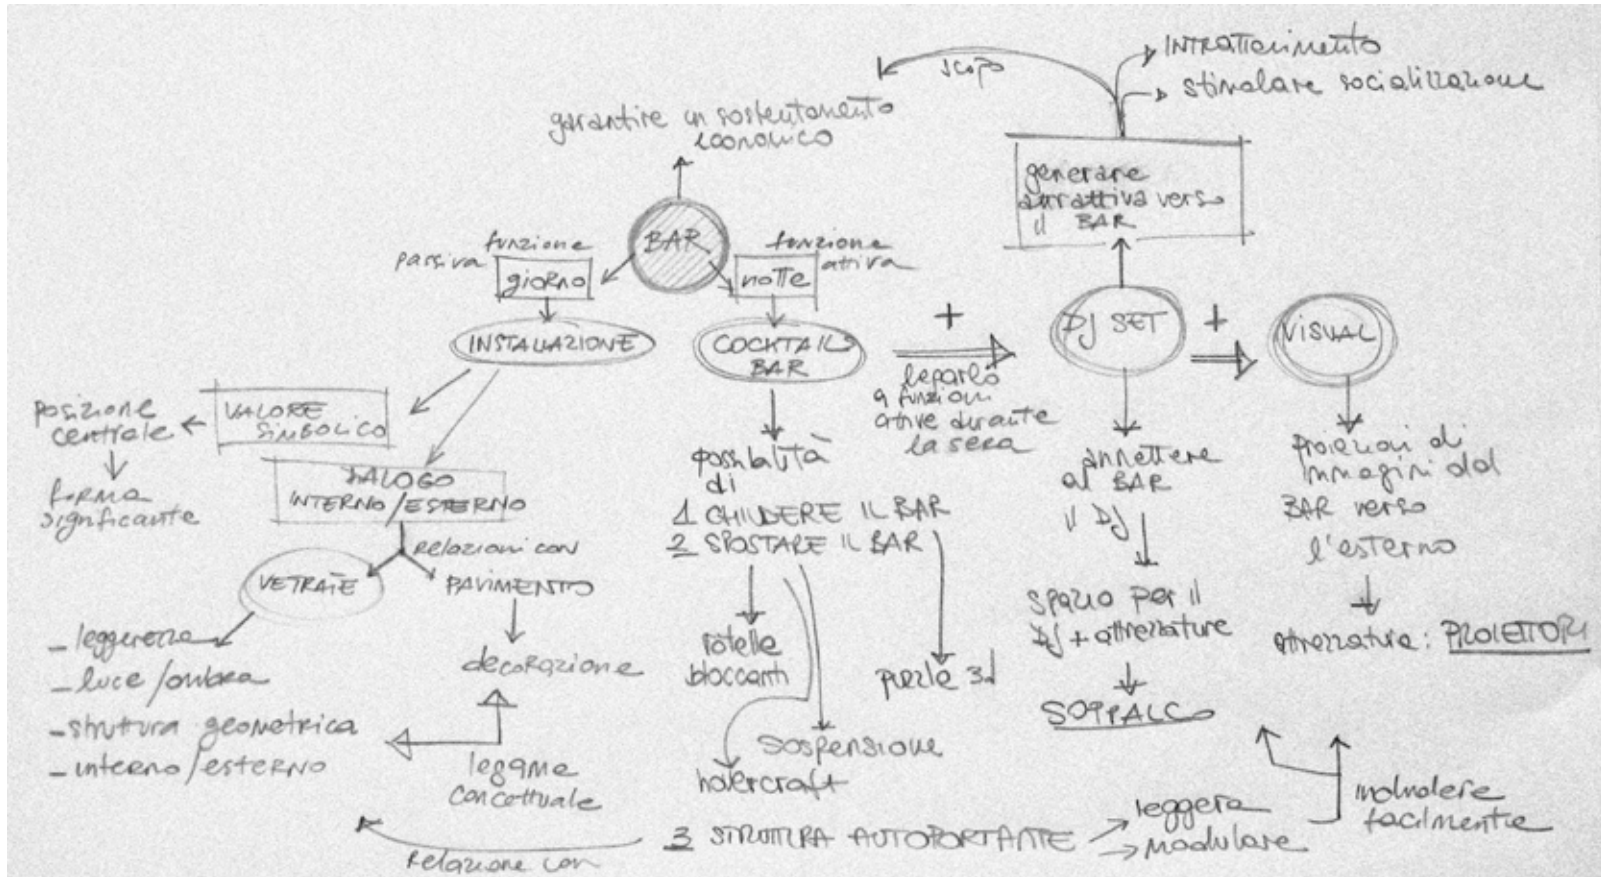 INTRATTENIMENTO
stimolare socializzazione
scopo
garantire un sostentamento
economico
generare
attrattiva verso
il BAR
BAR
funzione
passiva
giorno
funzione
attiva
notte
INSTALLAZIONE
COCKTAIL
BAR
+
DJ SET
+
VISUAL
legarlo
a funzioni
attive durante
la sera
posizione
centrale
VALORE
SIMBOLICO
forma
significante
DIALOGO
INTERNO/ESTERNO
relazioni con
VETRATE
PAVIMENTO
- leggerezza
- luce/ombra
- struttura geometrica
- interno/esterno
decorazione
legame
concettuale
possibilità
di
1 CHIUDERE IL BAR
2 SPOSTARE IL BAR
rotelle
bloccanti
puzzle 3d
sospensione
hovercraft
annettere
al BAR
il DJ
spazio per il
DJ + attrezzature
SOPPALCO
proiezioni di
immagini dal
BAR verso
l'esterno
attrezzatura: PROIETTORI
3 STRUTTURA AUTOPORTANTE
leggera
modulare
includere
facilmente
relazione con